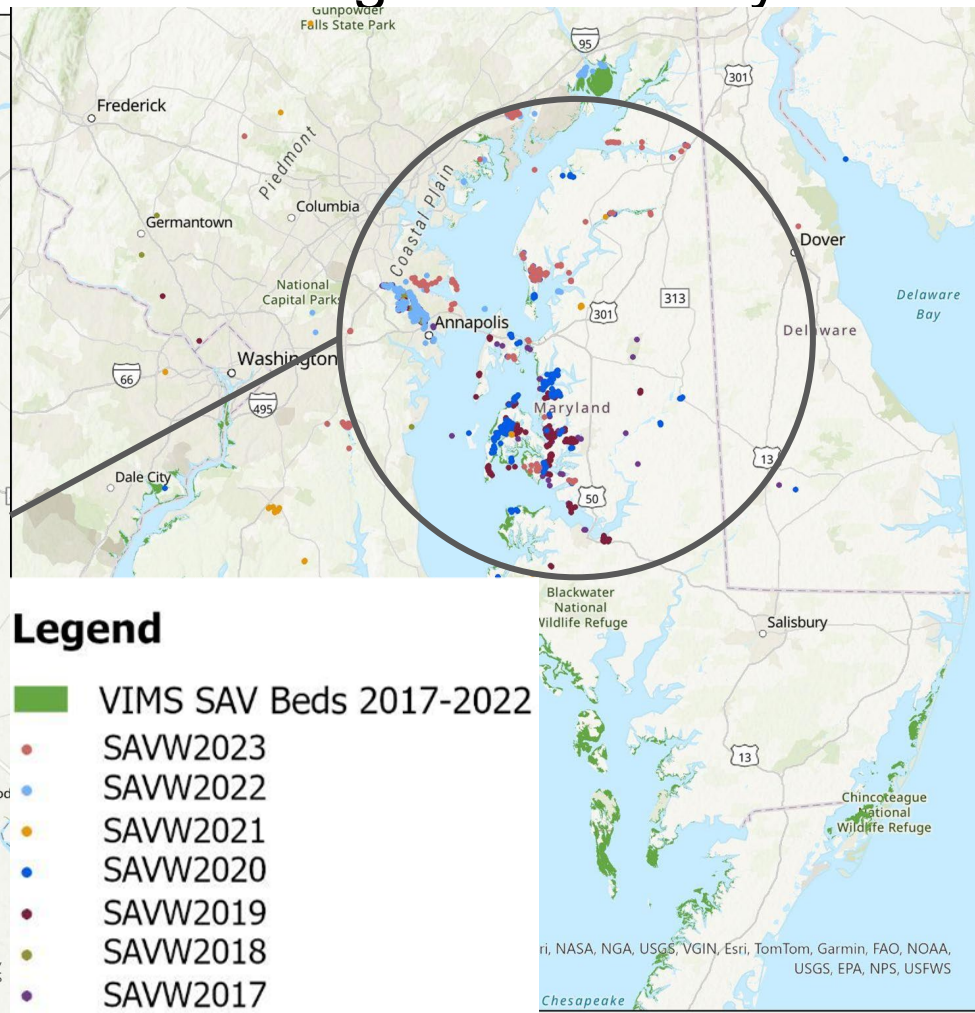 Gunpowder
Falls State Park
95
301
Frederick
Piedmont
Columbia
Germantown
Coastal Plain
Dover
National
Capital Parks
313
Delaware
Bay
301
Annapolis
Delaware
Washington
66
495
Maryland
13
Dale City
50
Blackwater
National
Wildlife Refuge
Salisbury
Legend
VIMS SAV Beds 2017-2022
SAVW2023
SAVW2022
SAVW2021
SAVW2020
SAVW2019
SAVW2018
SAVW2017
13
Chincoteague
National
Wildlife Refuge
ri, NASA, NGA, USGS, VGIN, Esri, TomTom, Garmin, FAO, NOAA,
USGS, EPA, NPS, USFWS
Chesapeake